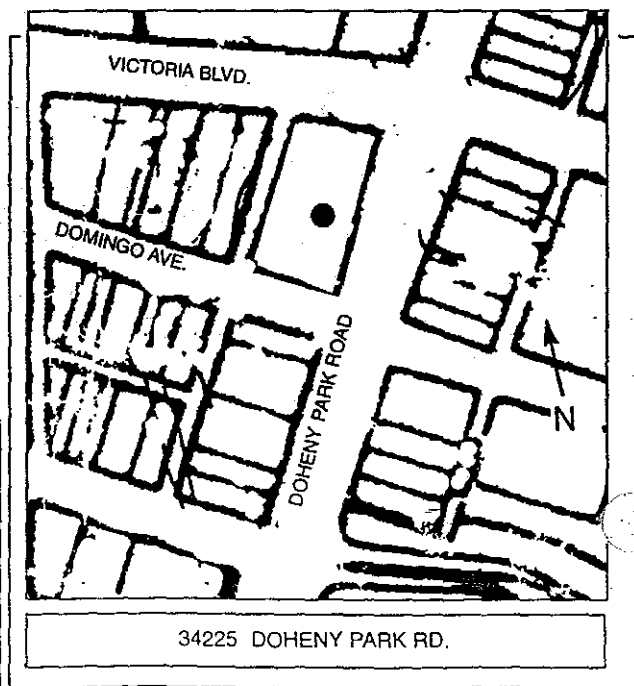 VICTORIA BLVD.
DOMINGO AVE.
DOHENY PARK ROAD
N
34225 DOHENY PARK RD.